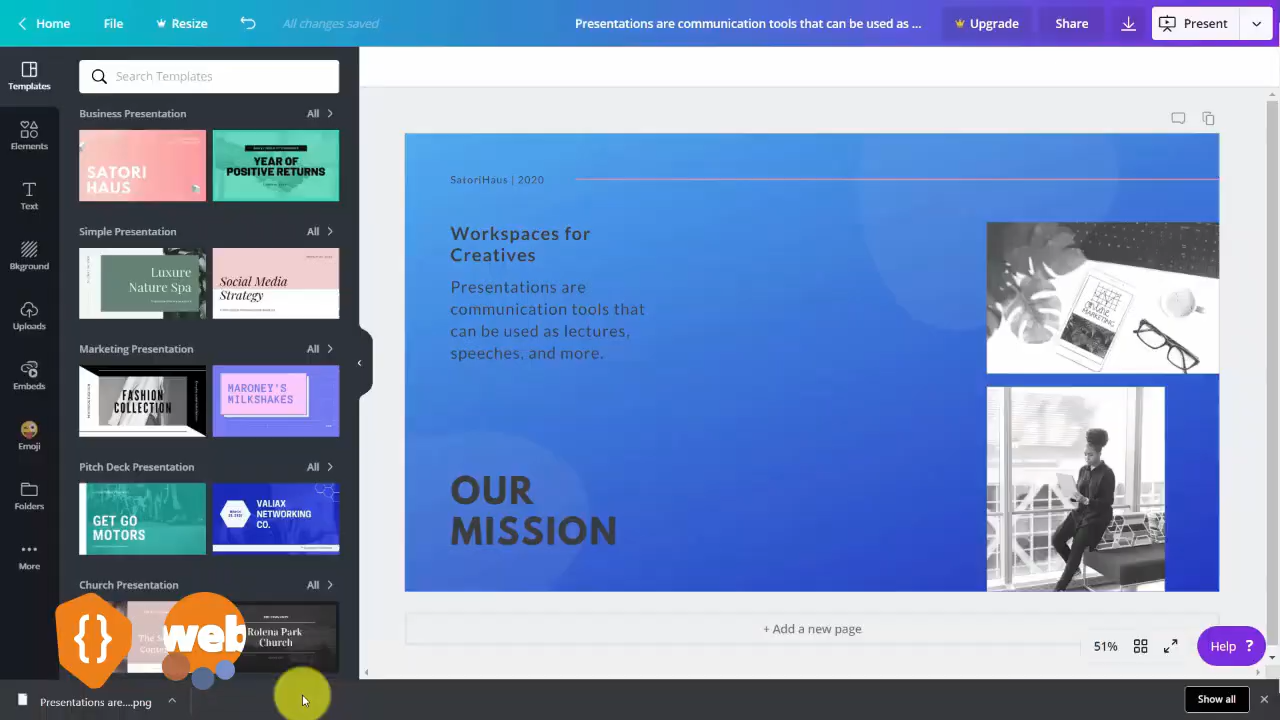 Home
File
Resize
All changes saved
Presentations are communication tools that can be used as ...
Upgrade
Share
Present
Templates
Elements
Text
Bkground
Uploads
Embeds
Emoji
Folders
More
Search Templates
Business Presentation
All
SATORI
HAUS
YEAR OF
POSITIVE RETURNS
Simple Presentation
All
Luxure
Nature Spa
Social Media
Strategy
Marketing Presentation
All
FASHION
COLLECTION
MARONEY'S
MILKSHAKES
Pitch Deck Presentation
All
GET GO
MOTORS
VALIAX
NETWORKING
CO.
Church Presentation
All
Rolena Park
Church
{}
web
SatoriHaus | 2020
Workspaces for
Creatives
Presentations are
communication tools that
can be used as lectures,
speeches, and more.
OUR
MISSION
MARKETING
+ Add a new page
51%
Help ?
Presentations are....png
Show all